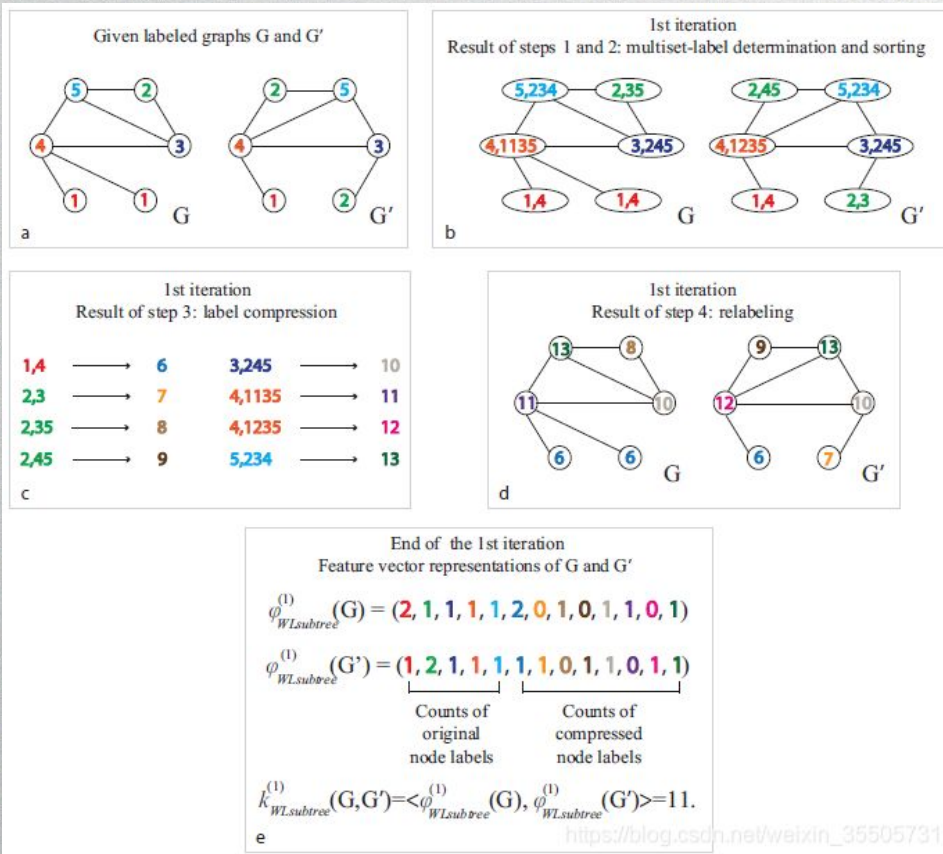 Given labeled graphs G and G′
5 2
4 3
1 1
G
2 5
4 3
1 2
G′
a
1st iteration
Result of steps 1 and 2: multiset-label determination and sorting
5,234 2,35
4,1135 3,245
1,4 1,4
G
2,45 5,234
4,1235 3,245
1,4 2,3
G′
b
1st iteration
Result of step 3: label compression
1,4 → 6
2,3 → 7
2,35 → 8
2,45 → 9
3,245 → 10
4,1135 → 11
4,1235 → 12
5,234 → 13
c
1st iteration
Result of step 4: relabeling
13 8
11 10
6 6
G
9 13
12 10
6 7
G′
d
End of the 1st iteration
Feature vector representations of G and G′
φ(1)WLsubtree(G) = (2, 1, 1, 1, 1, 2, 0, 1, 0, 1, 1, 0, 1)
φ(1)WLsubtree(G’) = (1, 2, 1, 1, 1, 1, 1, 0, 1, 1, 0, 1, 1)
Counts of
original
node labels
Counts of
compressed
node labels
k(1)WLsubtree(G,G′)=<φ(1)WLsubtree(G), φ(1)WLsubtree(G′)>=11.
e
https://blog.csdn.net/weixin_35505731